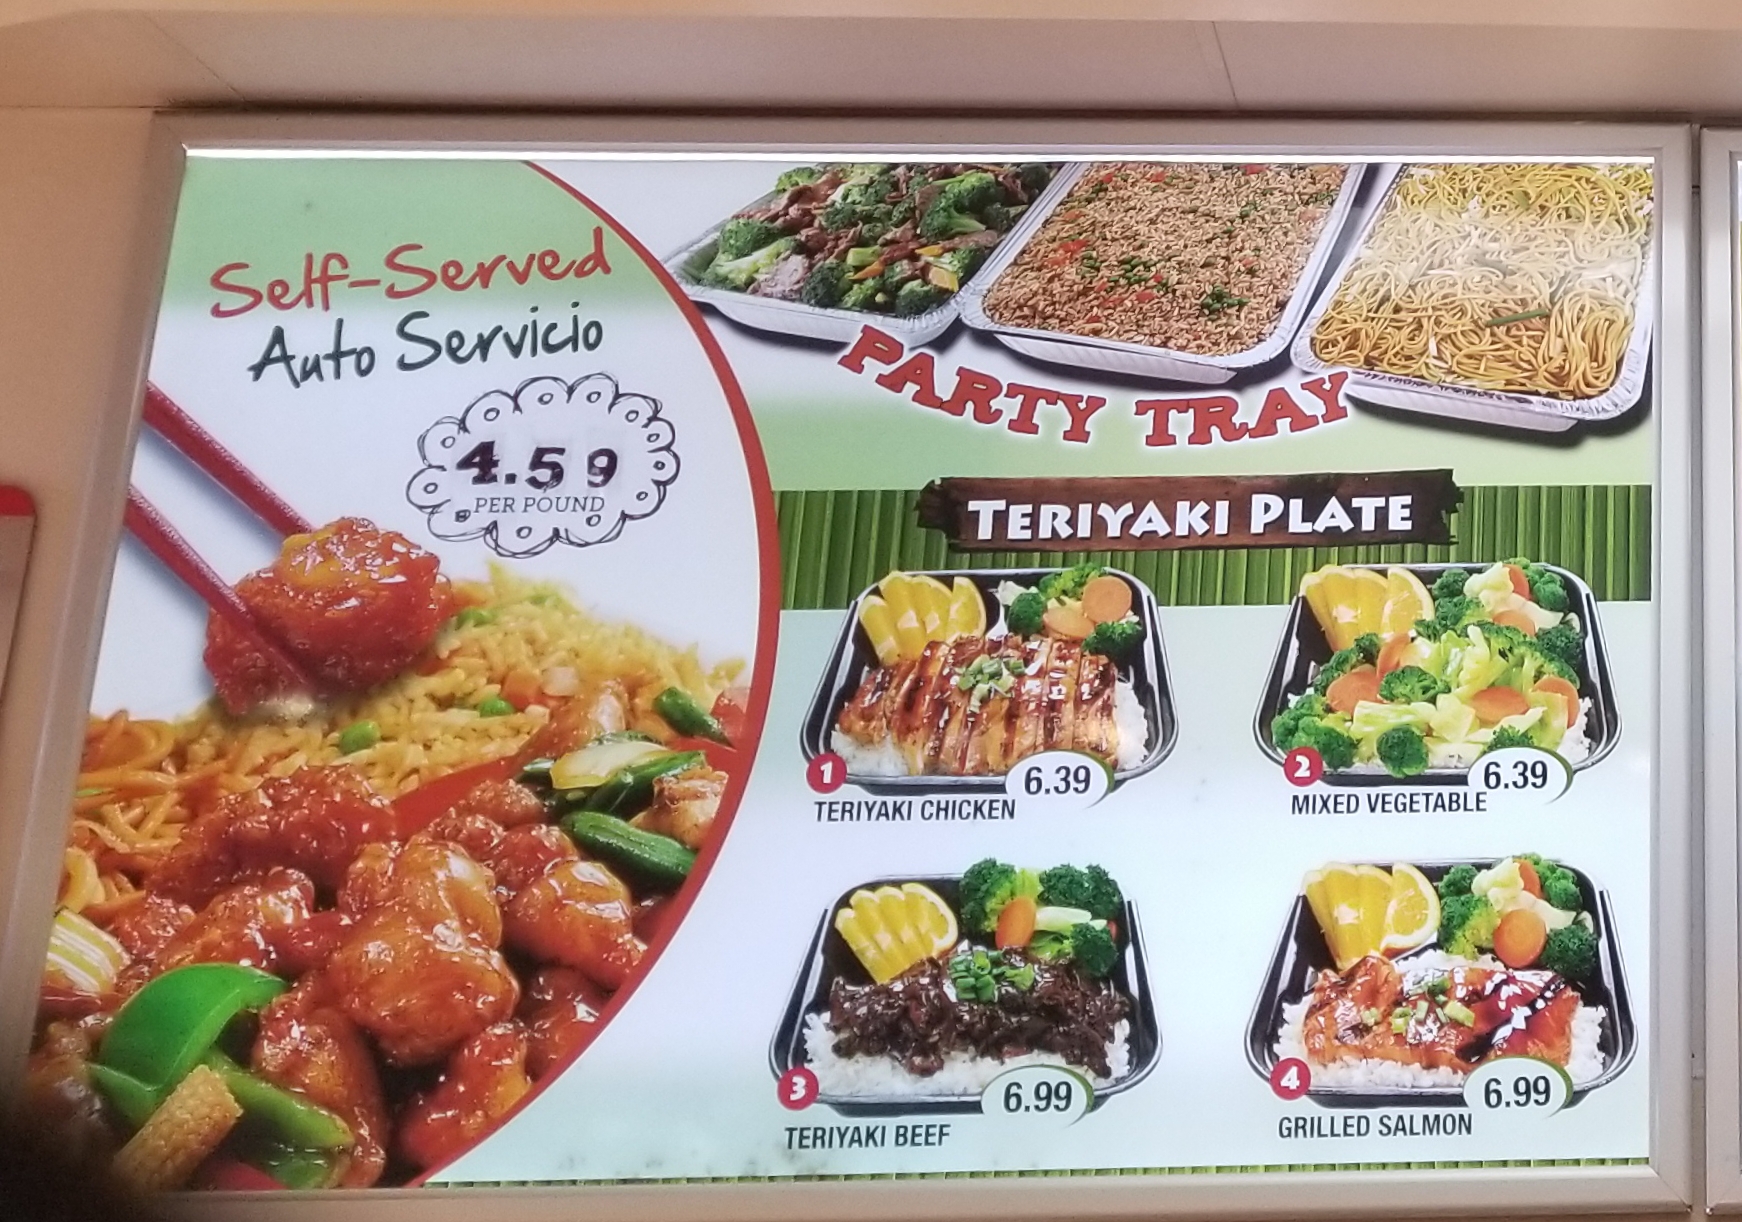 Self-Served
Auto Servicio
4.59
PER POUND
PARTY TRAY
TERIYAKI PLATE
1
6.39
TERIYAKI CHICKEN
2
6.39
MIXED VEGETABLE
3
6.99
TERIYAKI BEEF
4
6.99
GRILLED SALMON